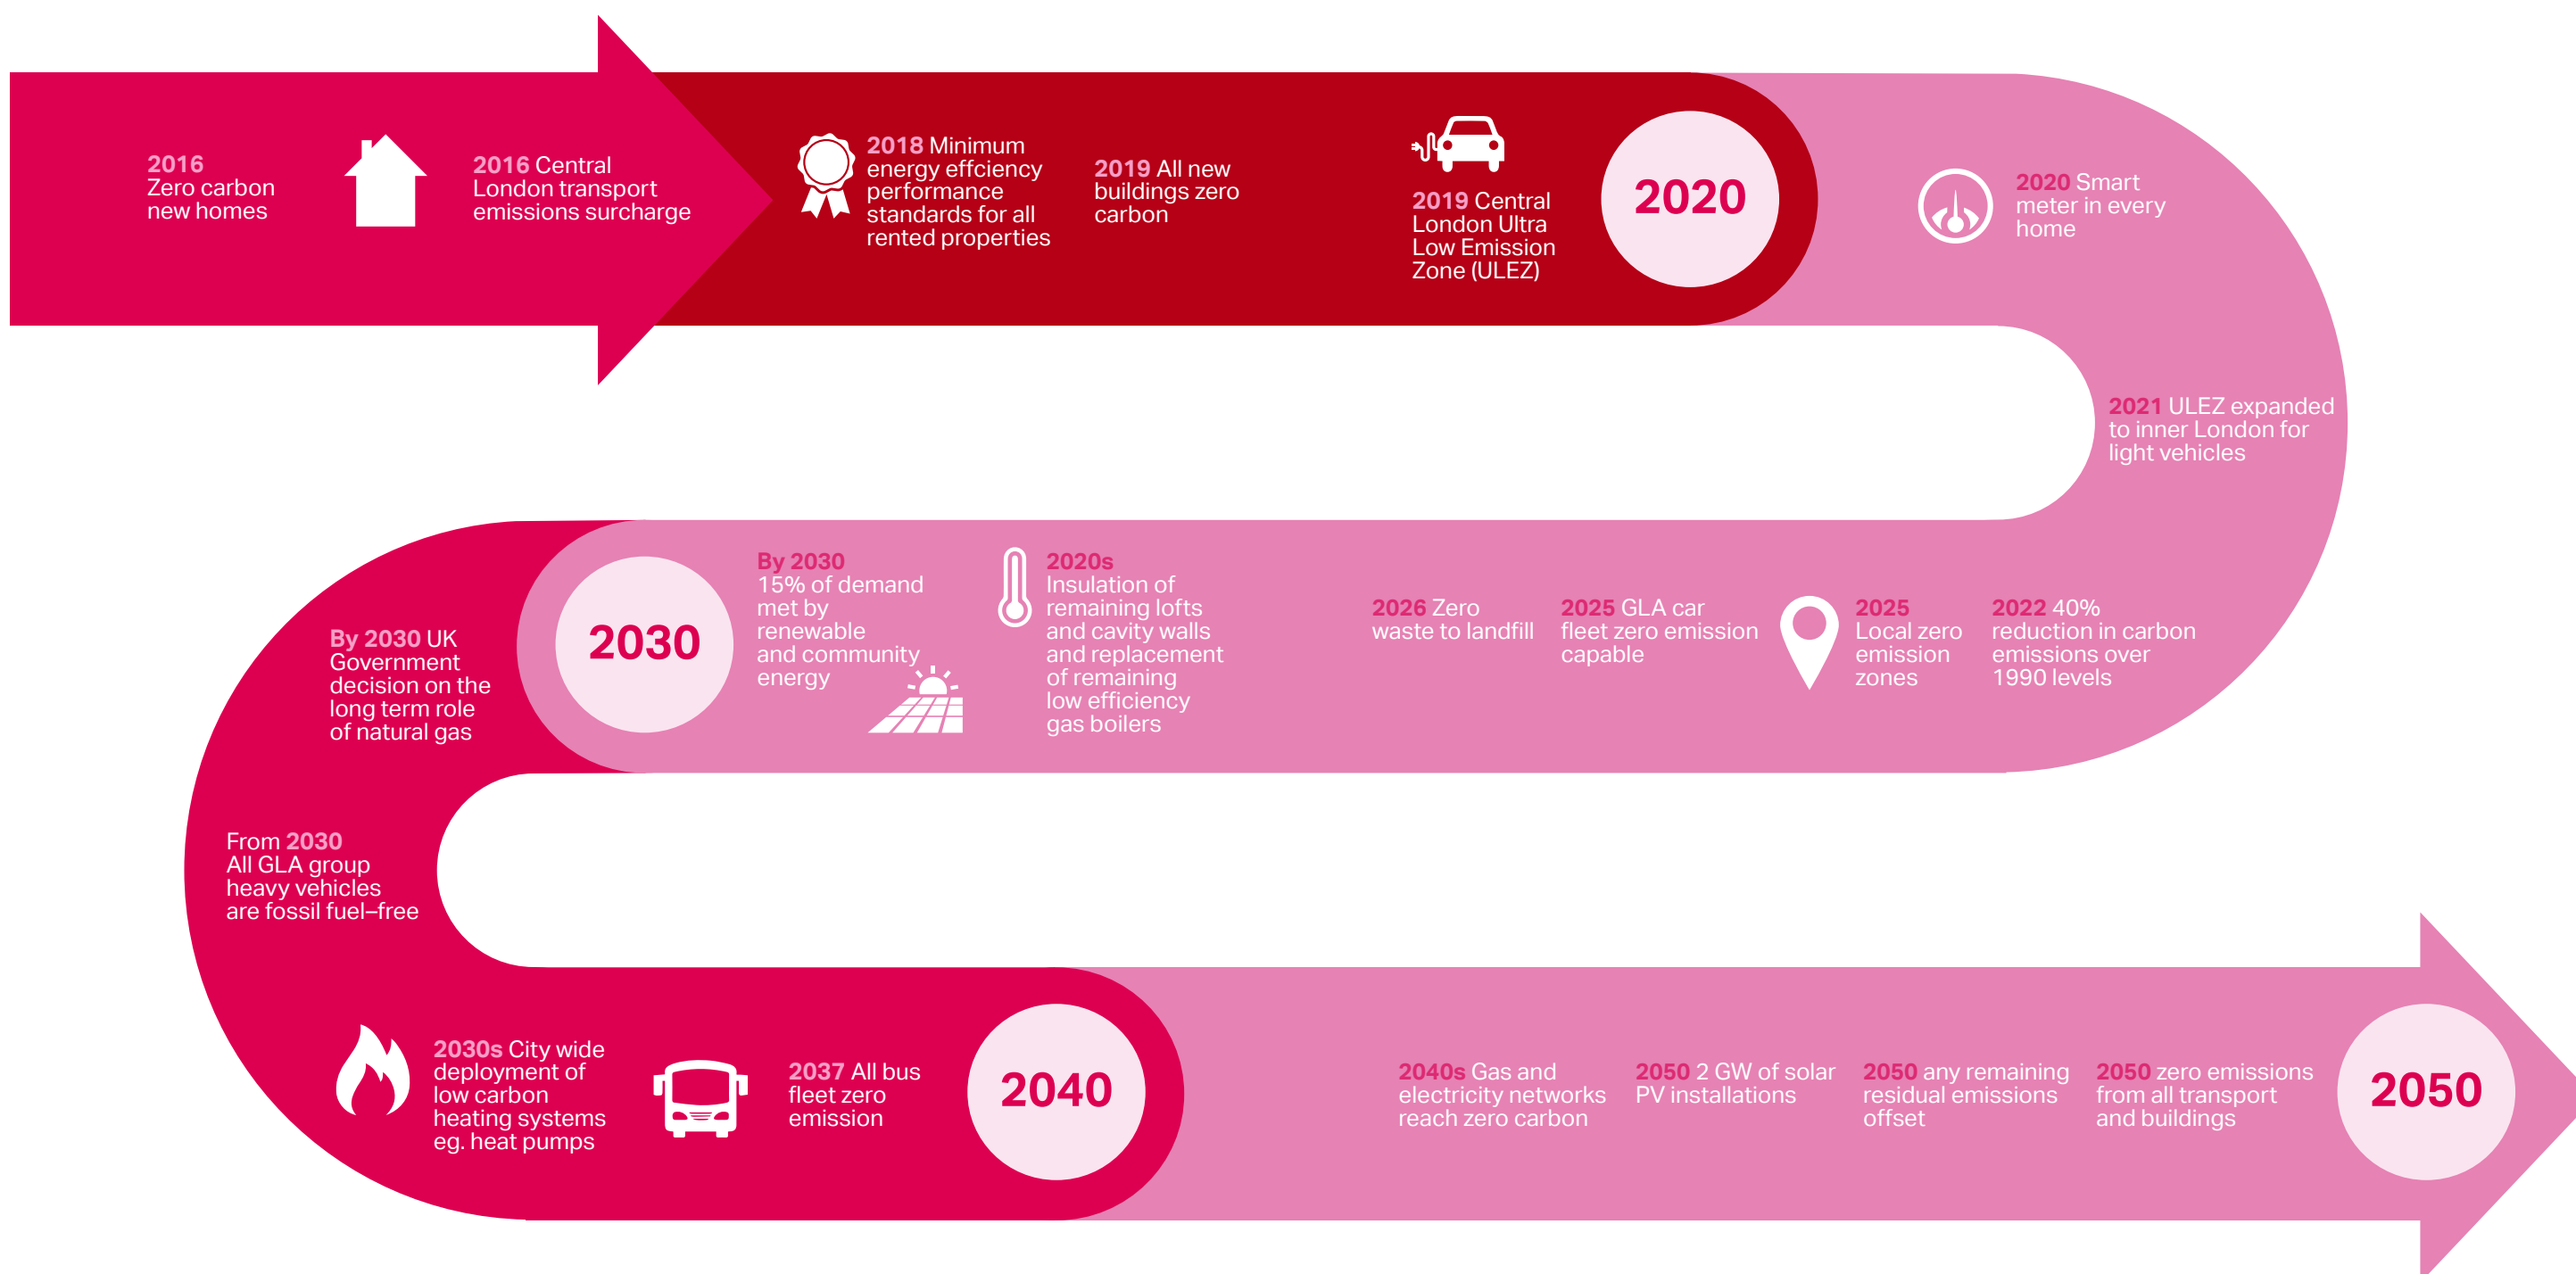 2016
Zero carbon
new homes
2016 Central
London transport
emissions surcharge
2018 Minimum
energy effciency
performance
standards for all
rented properties
2019 All new
buildings zero
carbon
2019 Central
London Ultra
Low Emission
Zone (ULEZ)
2020
2020 Smart
meter in every
home
2021 ULEZ expanded
to inner London for
light vehicles
2022 40%
reduction in carbon
emissions over
1990 levels
2025
Local zero
emission
zones
2025 GLA car
fleet zero emission
capable
2026 Zero
waste to landfill
2020s
Insulation of
remaining lofts
and cavity walls
and replacement
of remaining
low efficiency
gas boilers
By 2030
15% of demand
met by
renewable
and community
energy
2030
By 2030 UK
Government
decision on the
long term role
of natural gas
From 2030
All GLA group
heavy vehicles
are fossil fuel–free
2030s City wide
deployment of
low carbon
heating systems
eg. heat pumps
2037 All bus
fleet zero
emission
2040
2040s Gas and
electricity networks
reach zero carbon
2050 2 GW of solar
PV installations
2050 any remaining
residual emissions
offset
2050 zero emissions
from all transport
and buildings
2050